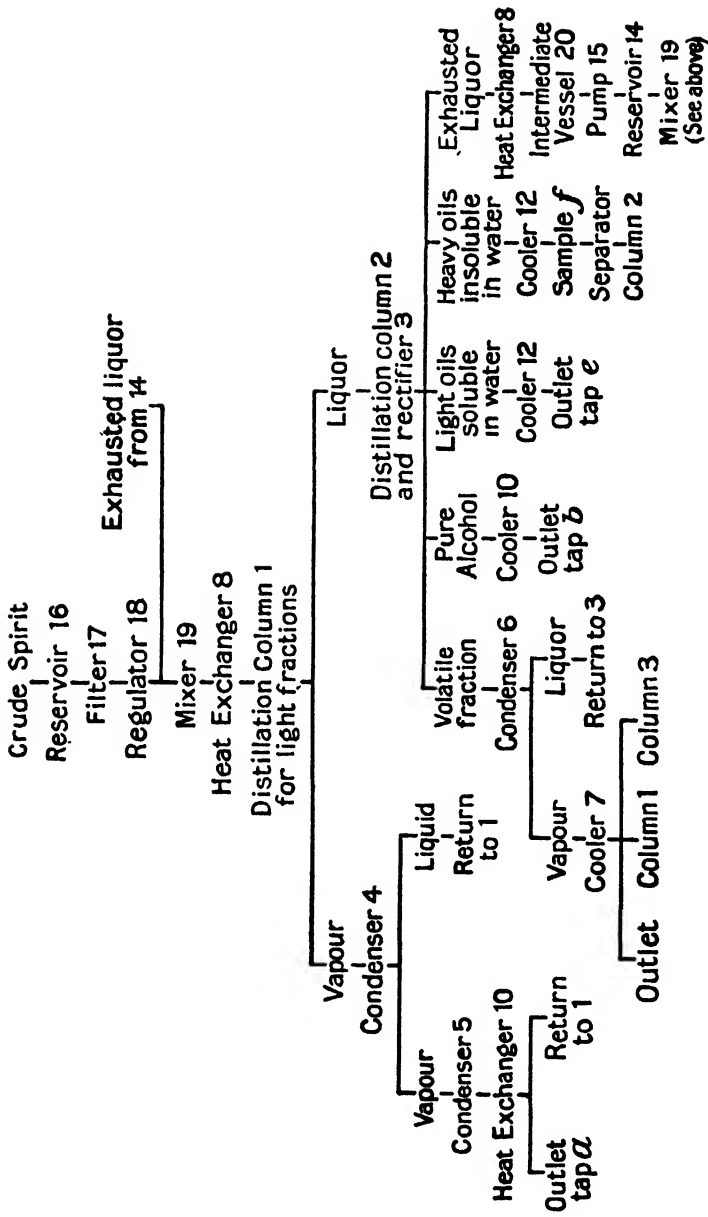 Crude Spirit
Reservoir 16
Filter 17
Regulator 18
Exhausted liquor
from 14
Mixer 19
Heat Exchanger 8
Distillation Column 1
for light fractions
Vapour
Condenser 4
Vapour
Condenser 5
Heat Exchanger 10
Outlet
tap a
Return
to 1
Liquid
Return
to 1
Liquor
Distillation column 2
and rectifier 3
Volatile
fraction
Condenser 6
Vapour
Cooler 7
Outlet
Column 1
Column 3
Liquor
Return to 3
Pure
Alcohol
Cooler 10
Outlet
tap b
Light oils
soluble
in water
Cooler 12
Outlet
tap e
Heavy oils
insoluble
in water
Cooler 12
Sample f
Separator
Column 2
Exhausted
Liquor
Heat Exchanger 8
Intermediate
Vessel 20
Pump 15
Reservoir 14
Mixer 19
(See above)